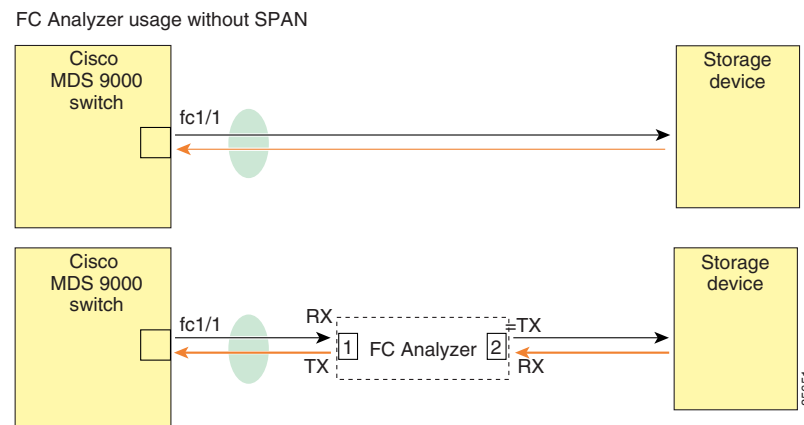 FC Analyzer usage without SPAN
Cisco
MDS 9000
switch
fc1/1
Storage
device
Cisco
MDS 9000
switch
fc1/1
RX
TX
1
FC Analyzer
2
=TX
RX
Storage
device